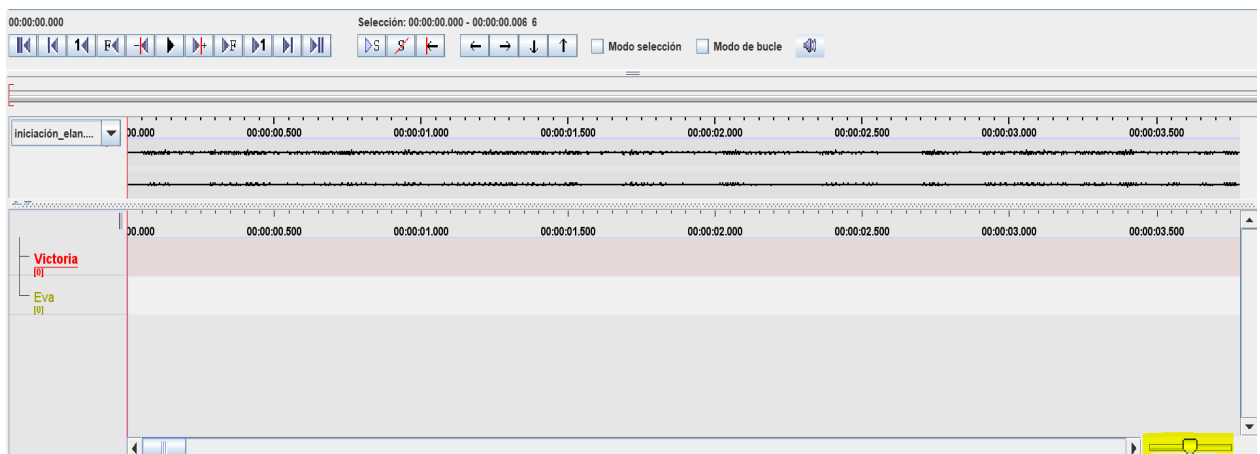 00:00:00.000 Selección: 00:00:00.000 - 00:00:00.006 6
1 F - + F 1 S S Modo selección Modo de bucle
iniciación_elan.... 00.000 00:00:00.500 00:00:01.000 00:00:01.500 00:00:02.000 00:00:02.500 00:00:03.000 00:00:03.500
00.000 00:00:00.500 00:00:01.000 00:00:01.500 00:00:02.000 00:00:02.500 00:00:03.000 00:00:03.500
Victoria
[0]
Eva
[0]